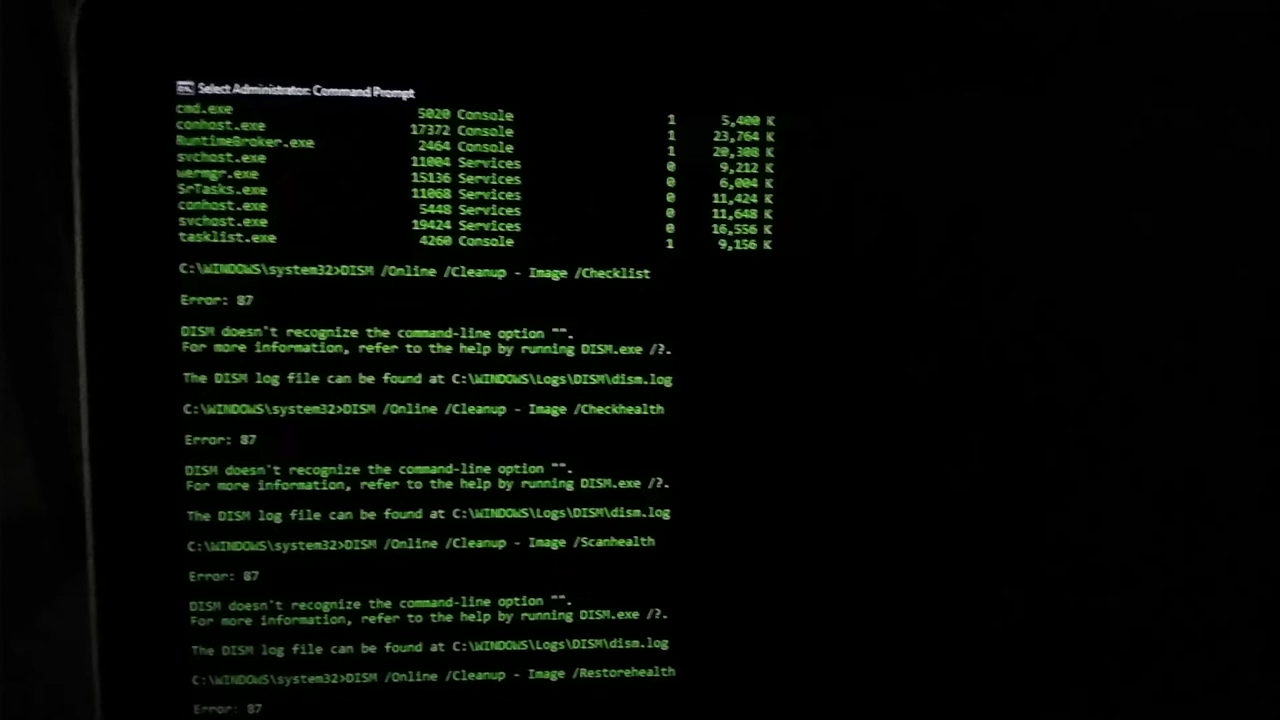 Select Administrator: Command Prompt
cmd.exe 5020 Console 1 5,400 K
conhost.exe 17372 Console 1 23,764 K
RuntimeBroker.exe 2464 Console 1 20,308 K
svchost.exe 11004 Services 0 9,212 K
wermgr.exe 15136 Services 0 6,004 K
SrTasks.exe 11068 Services 0 11,424 K
conhost.exe 5448 Services 0 11,648 K
svchost.exe 19424 Services 0 16,556 K
tasklist.exe 4260 Console 1 9,156 K
C:\WINDOWS\system32>DISM /Online /Cleanup - Image /Checklist
Error: 87
DISM doesn't recognize the command-line option "".
For more information, refer to the help by running DISM.exe /?.
The DISM log file can be found at C:\WINDOWS\Logs\DISM\dism.log
C:\WINDOWS\system32>DISM /Online /Cleanup - Image /Checkhealth
Error: 87
DISM doesn't recognize the command-line option "".
For more information, refer to the help by running DISM.exe /?.
The DISM log file can be found at C:\WINDOWS\Logs\DISM\dism.log
C:\WINDOWS\system32>DISM /Online /Cleanup - Image /Scanhealth
Error: 87
DISM doesn't recognize the command-line option "".
For more information, refer to the help by running DISM.exe /?.
The DISM log file can be found at C:\WINDOWS\Logs\DISM\dism.log
C:\WINDOWS\system32>DISM /Online /Cleanup - Image /Restorehealth
Error: 87